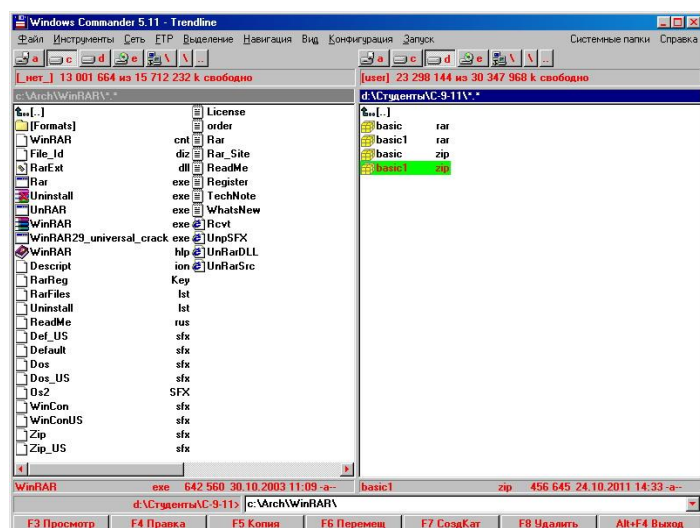 Windows Commander 5.11 - Trendline
Файл Инструменты Сеть FTP Выделение Навигация Вид Конфигурация Запуск Системные папки Справка
a c d e \ \ ..
a c d e \ \ ..
[_нет_] 13 001 664 из 15 712 232 k свободно
[user] 23 298 144 из 30 347 968 k свободно
c:\Arch\WinRAR\*.*
d:\Студенты\С-9-11\*.*
[..]
[Formats]
WinRAR cnt
File_Id diz
RarExt dll
Rar exe
Uninstall exe
UnRAR exe
WinRAR exe
WinRAR29_universal_crack exe
WinRAR hlp
Descript ion
RarReg Key
RarFiles lst
Uninstall lst
ReadMe rus
Def_US sfx
Default sfx
Dos sfx
Dos_US sfx
Os2 SFX
WinCon sfx
WinConUS sfx
Zip sfx
Zip_US sfx
License
order
Rar
Rar_Site
ReadMe
Register
TechNote
WhatsNew
Rcvt
UnpSFX
UnRarDLL
UnRarSrc
[..]
basic rar
basic1 rar
basic zip
basic1 zip
WinRAR exe 642 560 30.10.2003 11:09 -a--
basic1 zip 456 645 24.10.2011 14:33 -a--
d:\Студенты\С-9-11> c:\Arch\WinRAR\
F3 Просмотр F4 Правка F5 Копия F6 Перемещ F7 СоздКат F8 Удалить Alt+F4 Выход